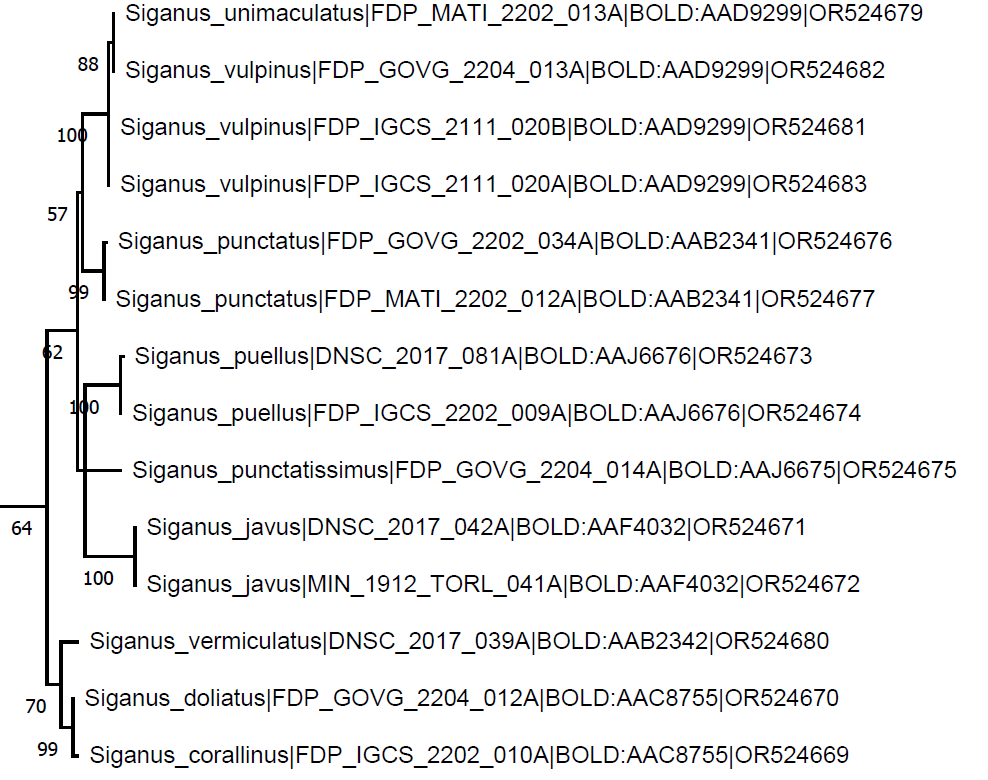 Siganus_unimaculatus|FDP_MATI_2202_013A|BOLD:AAD9299|OR524679
88
Siganus_vulpinus|FDP_GOVG_2204_013A|BOLD:AAD9299|OR524682
Siganus_vulpinus|FDP_IGCS_2111_020B|BOLD:AAD9299|OR524681
100
Siganus_vulpinus|FDP_IGCS_2111_020A|BOLD:AAD9299|OR524683
57
Siganus_punctatus|FDP_GOVG_2202_034A|BOLD:AAB2341|OR524676
99
Siganus_punctatus|FDP_MATI_2202_012A|BOLD:AAB2341|OR524677
62
Siganus_puellus|DNSC_2017_081A|BOLD:AAJ6676|OR524673
100
Siganus_puellus|FDP_IGCS_2202_009A|BOLD:AAJ6676|OR524674
Siganus_punctatissimus|FDP_GOVG_2204_014A|BOLD:AAJ6675|OR524675
64
Siganus_javus|DNSC_2017_042A|BOLD:AAF4032|OR524671
100
Siganus_javus|MIN_1912_TORL_041A|BOLD:AAF4032|OR524672
Siganus_vermiculatus|DNSC_2017_039A|BOLD:AAB2342|OR524680
70
Siganus_doliatus|FDP_GOVG_2204_012A|BOLD:AAC8755|OR524670
99
Siganus_corallinus|FDP_IGCS_2202_010A|BOLD:AAC8755|OR524669